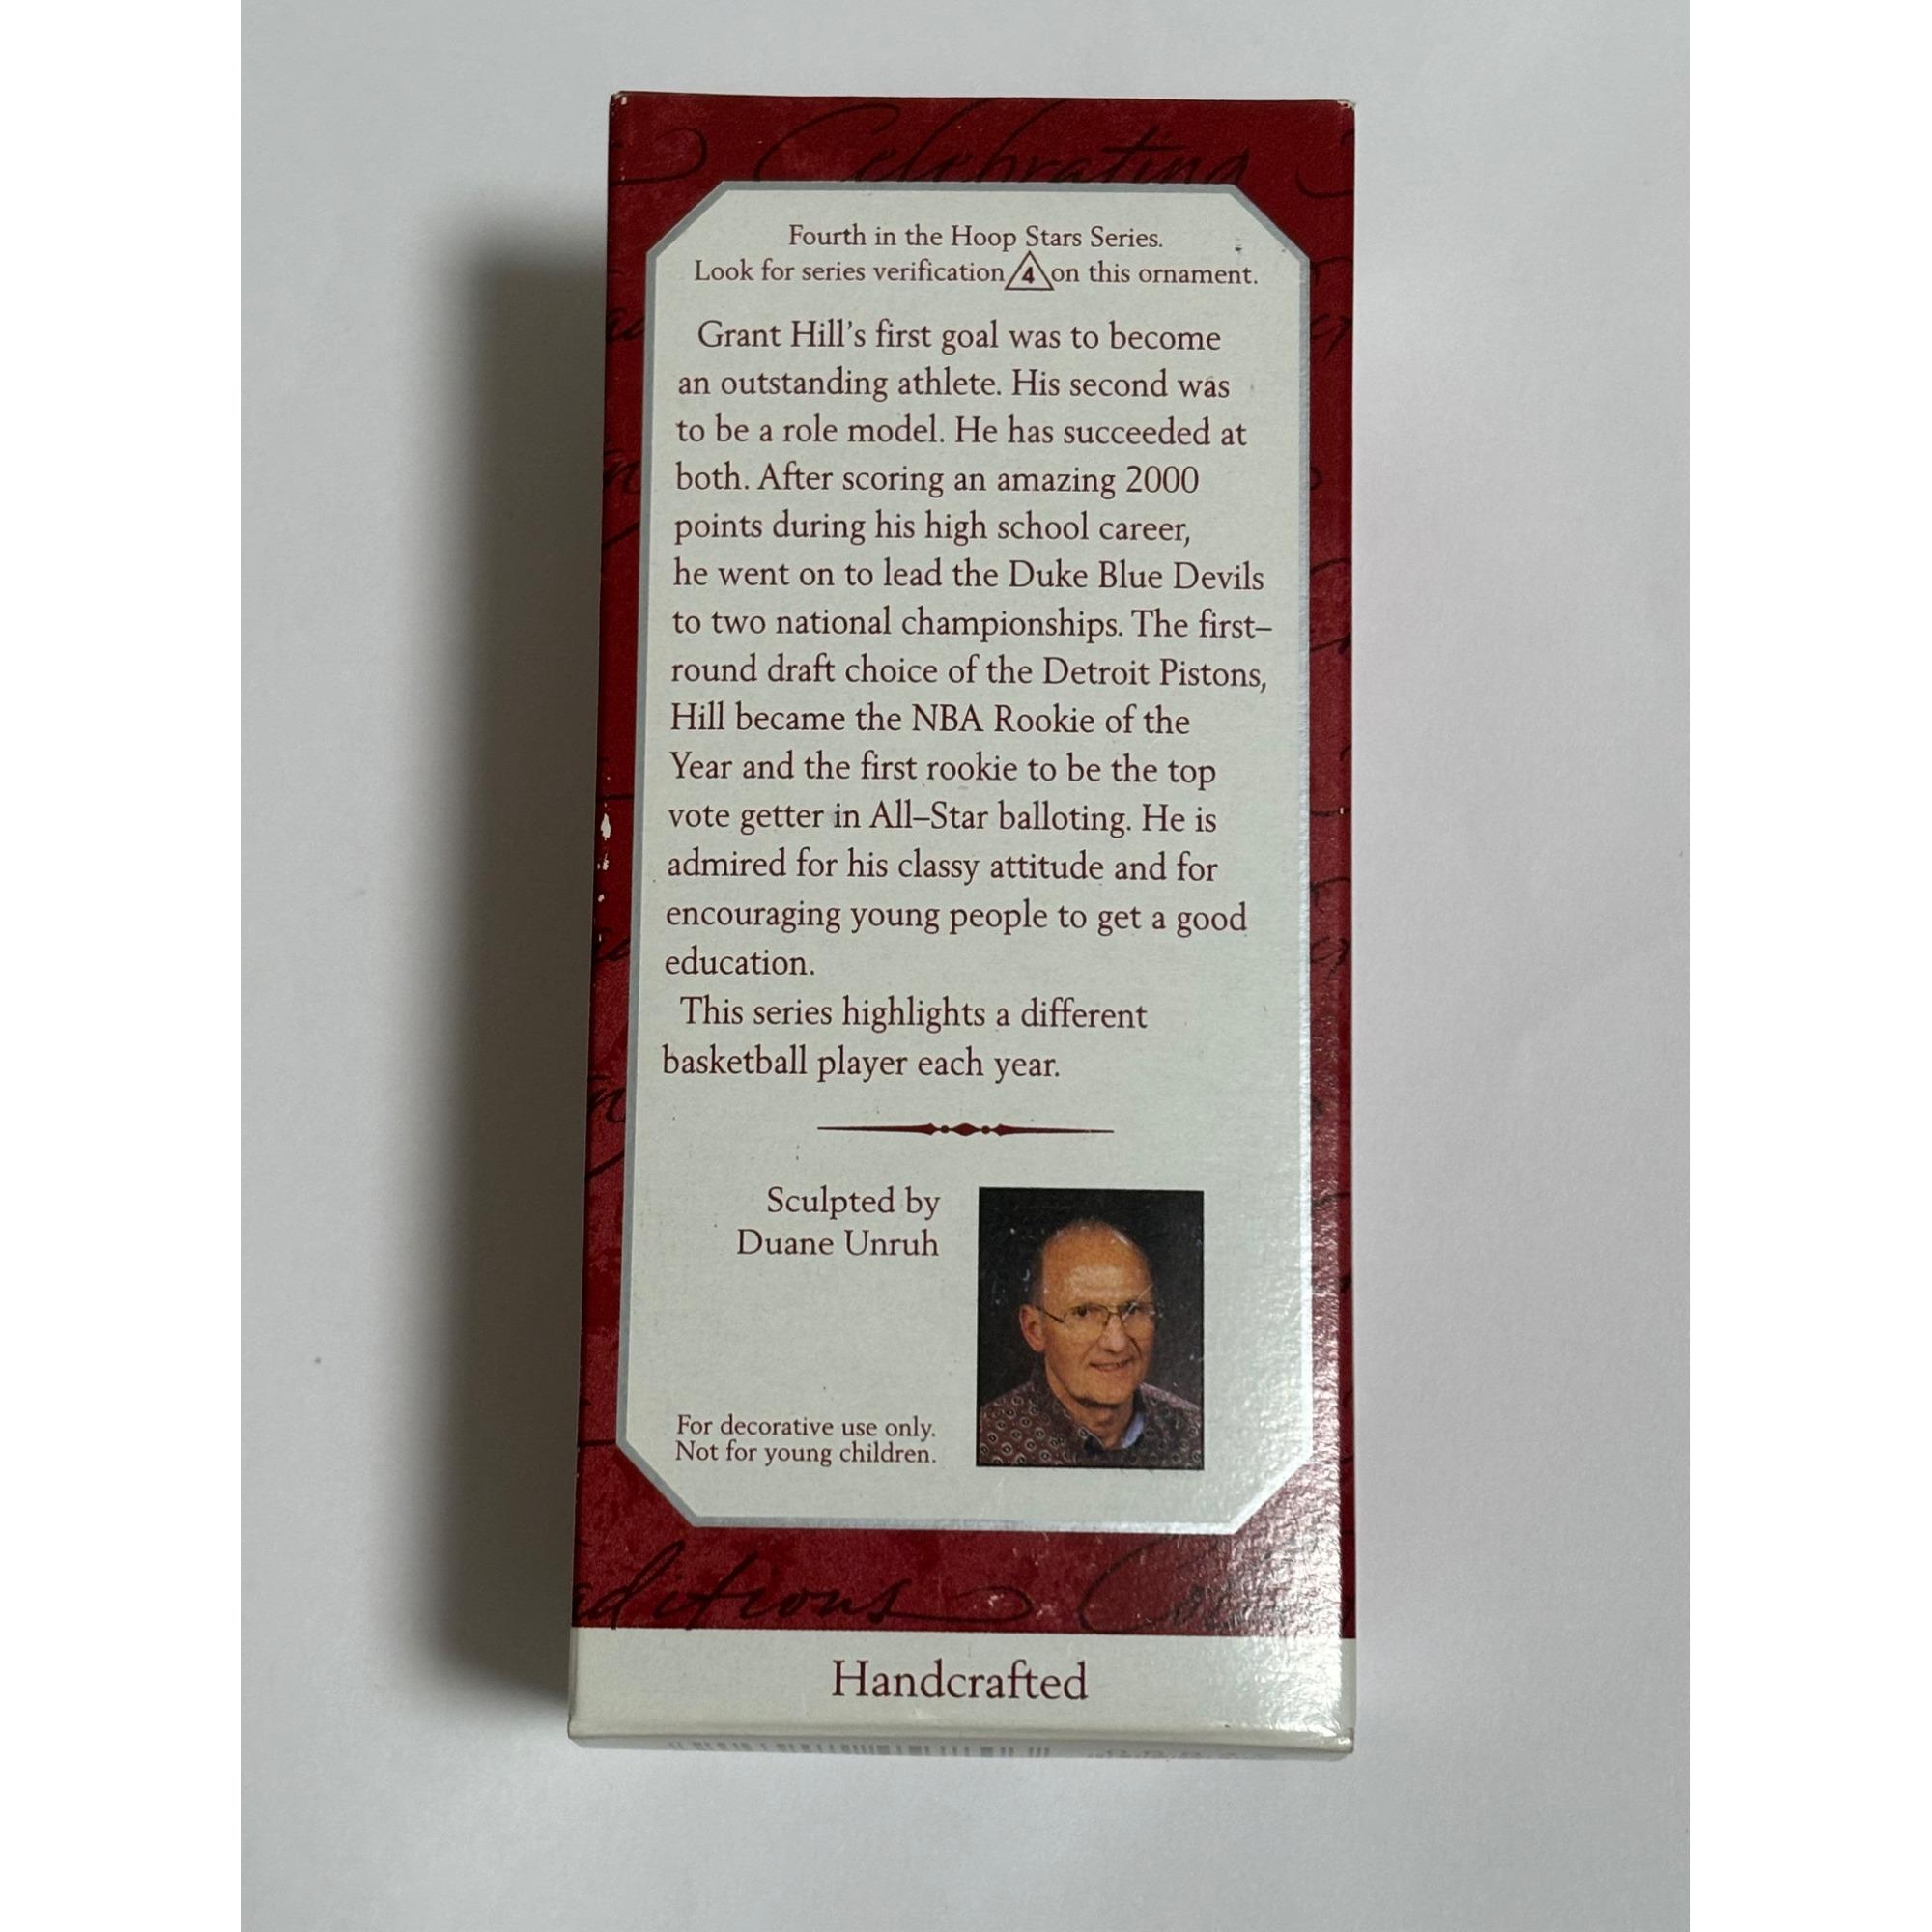 Celebrating
Fourth in the Hoop Stars Series.
Look for series verification 4 on this ornament.
Grant Hill's first goal was to become
an outstanding athlete. His second was
to be a role model. He has succeeded at
both. After scoring an amazing 2000
points during his high school career,
he went on to lead the Duke Blue Devils
to two national championships. The first–
round draft choice of the Detroit Pistons,
Hill became the NBA Rookie of the
Year and the first rookie to be the top
vote getter in All–Star balloting. He is
admired for his classy attitude and for
encouraging young people to get a good
education.
This series highlights a different
basketball player each year.
Sculpted by
Duane Unruh
For decorative use only.
Not for young children.
aditions
Handcrafted